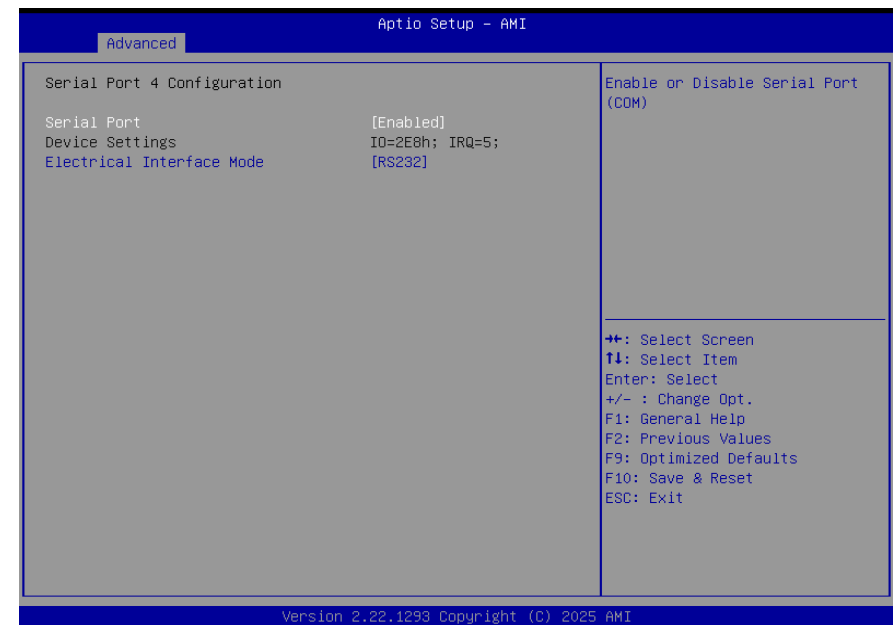 Aptio Setup – AMI
Advanced
Serial Port 4 Configuration
Serial Port [Enabled]
Device Settings IO=2E8h; IRQ=5;
Electrical Interface Mode [RS232]
Enable or Disable Serial Port
(COM)
→←: Select Screen
↑↓: Select Item
Enter: Select
+/- : Change Opt.
F1: General Help
F2: Previous Values
F9: Optimized Defaults
F10: Save & Reset
ESC: Exit
Version 2.22.1293 Copyright (C) 2025 AMI